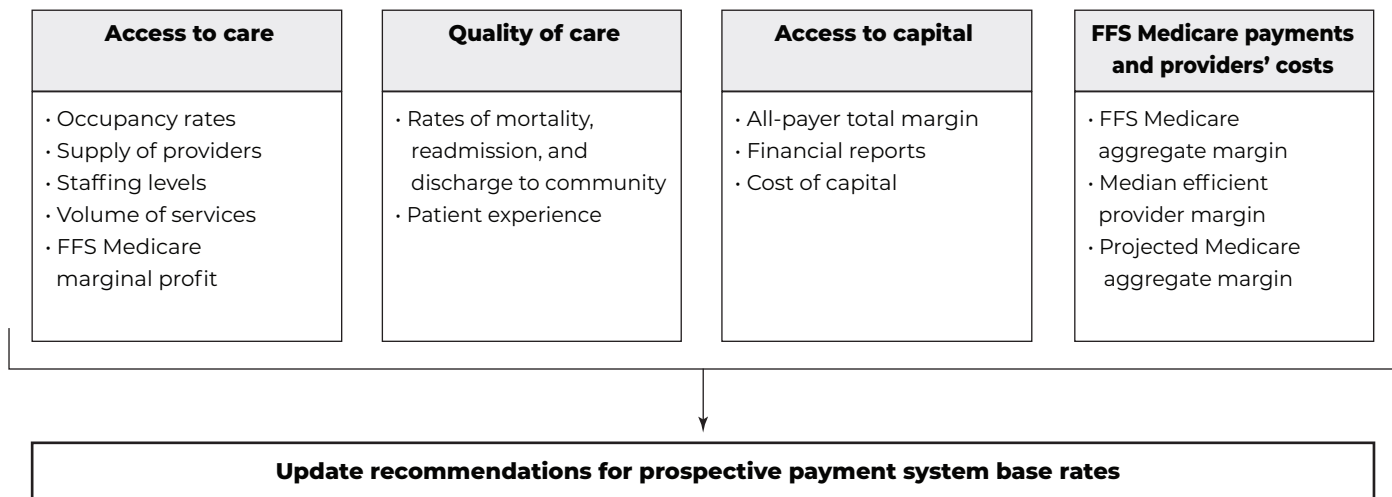 Access to care
· Occupancy rates
· Supply of providers
· Staffing levels
· Volume of services
· FFS Medicare
marginal profit
Quality of care
· Rates of mortality,
readmission, and
discharge to community
· Patient experience
Access to capital
· All-payer total margin
· Financial reports
· Cost of capital
FFS Medicare payments
and providers’ costs
· FFS Medicare
aggregate margin
· Median efficient
provider margin
· Projected Medicare
aggregate margin
Update recommendations for prospective payment system base rates